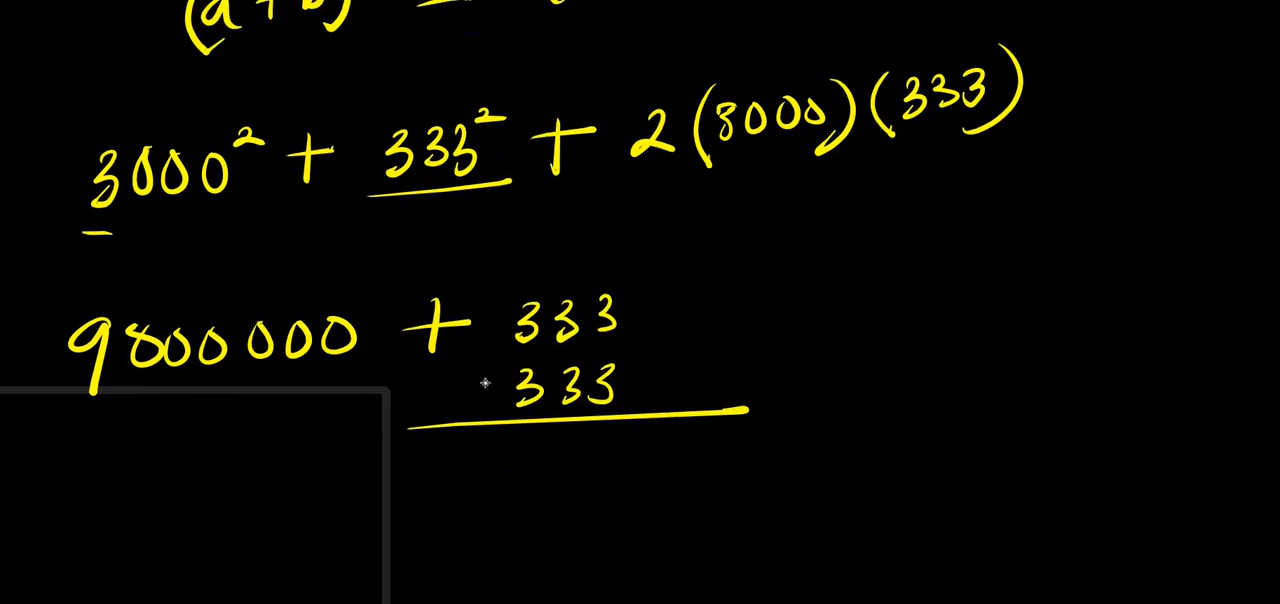 (a + b)
3000² + 333² + 2(3000)(333)
9800000 + 333
333